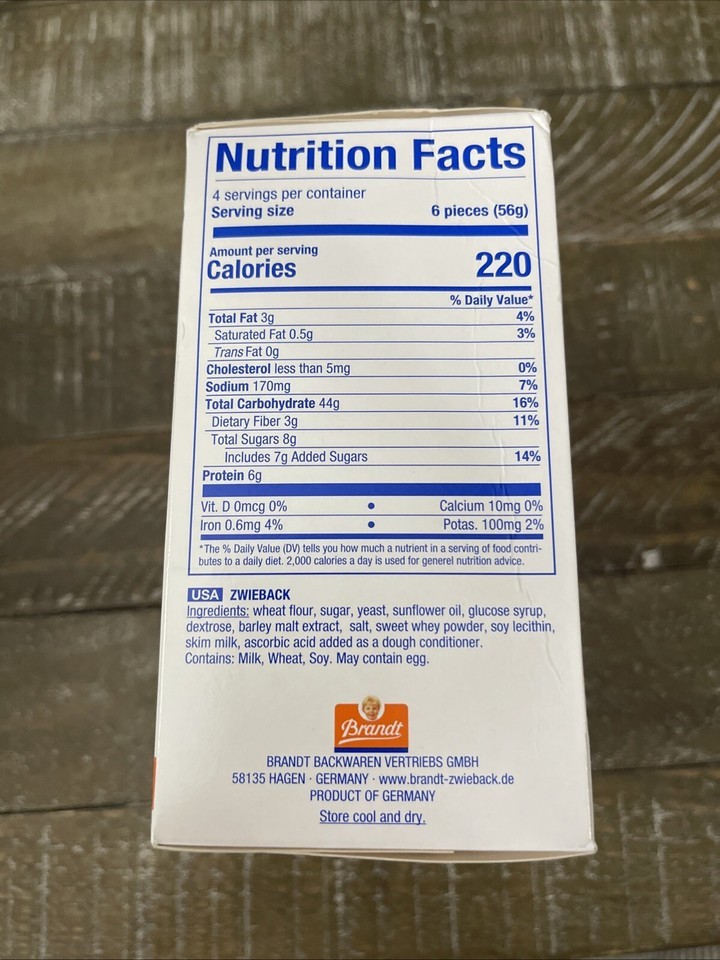 Nutrition Facts
4 servings per container
Serving size 6 pieces (56g)
Amount per serving
Calories 220
% Daily Value*
Total Fat 3g 4%
Saturated Fat 0.5g 3%
Trans Fat 0g
Cholesterol less than 5mg 0%
Sodium 170mg 7%
Total Carbohydrate 44g 16%
Dietary Fiber 3g 11%
Total Sugars 8g
Includes 7g Added Sugars 14%
Protein 6g
Vit. D 0mcg 0% • Calcium 10mg 0%
Iron 0.6mg 4% • Potas. 100mg 2%
*The % Daily Value (DV) tells you how much a nutrient in a serving of food contri-
butes to a daily diet. 2,000 calories a day is used for generel nutrition advice.
USA ZWIEBACK
Ingredients: wheat flour, sugar, yeast, sunflower oil, glucose syrup,
dextrose, barley malt extract, salt, sweet whey powder, soy lecithin,
skim milk, ascorbic acid added as a dough conditioner.
Contains: Milk, Wheat, Soy. May contain egg.
Brandt
BRANDT BACKWAREN VERTRIEBS GMBH
58135 HAGEN · GERMANY · www.brandt-zwieback.de
PRODUCT OF GERMANY
Store cool and dry.